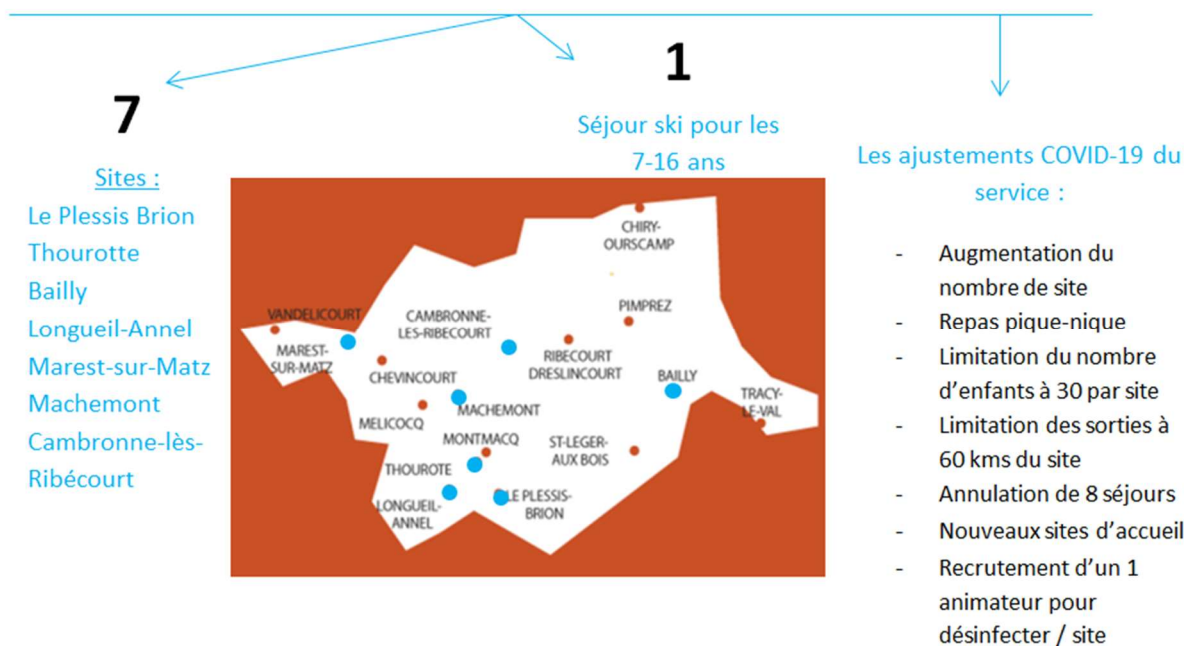 7
Sites :
Le Plessis Brion
Thourotte
Bailly
Longueil-Annel
Marest-sur-Matz
Machemont
Cambronne-lès-
Ribécourt
1
Séjour ski pour les
7-16 ans
CHIRY-
OURSCAMP
VANDELICOURT
CAMBRONNE-
LES-RIBECOURT
PIMPREZ
MAREST-
SUR-MATZ
CHEVINCOURT
RIBECOURT
DRESLINCOURT
BAILLY
TRACY-
LE-VAL
MACHEMONT
MELICOCQ
MONTMACQ
ST-LEGER-
AUX BOIS
THOUROTE
LONGUEIL-
ANNEL
LE PLESSIS-
BRION
Les ajustements COVID-19 du
service :
- Augmentation du
nombre de site
- Repas pique-nique
- Limitation du nombre
d’enfants à 30 par site
- Limitation des sorties à
60 kms du site
- Annulation de 8 séjours
- Nouveaux sites d’accueil
- Recrutement d’un 1
animateur pour
désinfecter / site